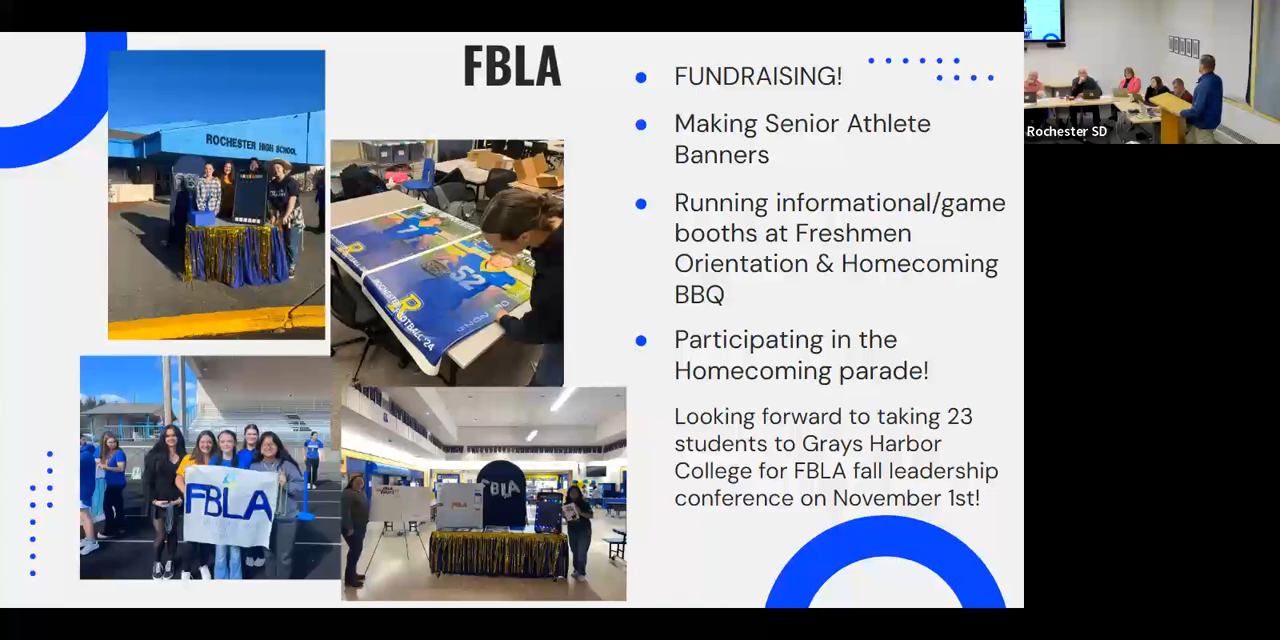 FBLA
FUNDRAISING!
Making Senior Athlete
Banners
Running informational/game
booths at Freshmen
Orientation & Homecoming
BBQ
Participating in the
Homecoming parade!
Looking forward to taking 23
students to Grays Harbor
College for FBLA fall leadership
conference on November 1st!
ROCHESTER HIGH SCHOOL
7
52
R
FBLA
FBLA
Rochester SD